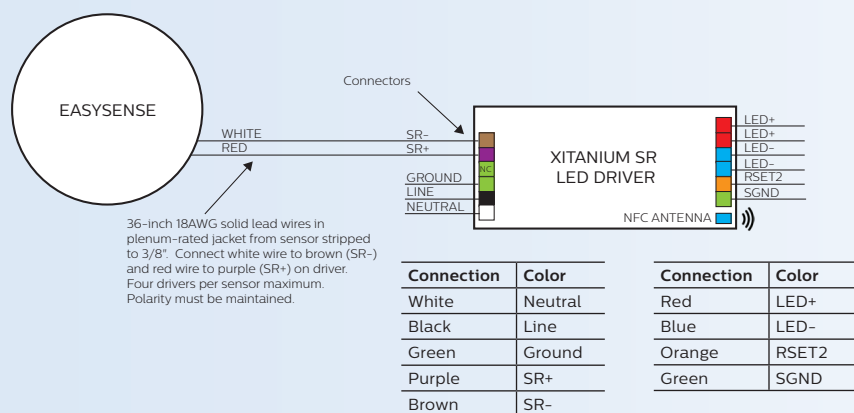 EASYSENSE
Connectors
WHITE
RED
SR-
SR+
NC
GROUND
LINE
NEUTRAL
XITANIUM SR
LED DRIVER
LED+
LED+
LED-
LED-
RSET2
SGND
NFC ANTENNA
36-inch 18AWG solid lead wires in
plenum-rated jacket from sensor stripped
to 3/8". Connect white wire to brown (SR-)
and red wire to purple (SR+) on driver.
Four drivers per sensor maximum.
Polarity must be maintained.
Connection Color
White Neutral
Black Line
Green Ground
Purple SR+
Brown SR-
Connection Color
Red LED+
Blue LED-
Orange RSET2
Green SGND